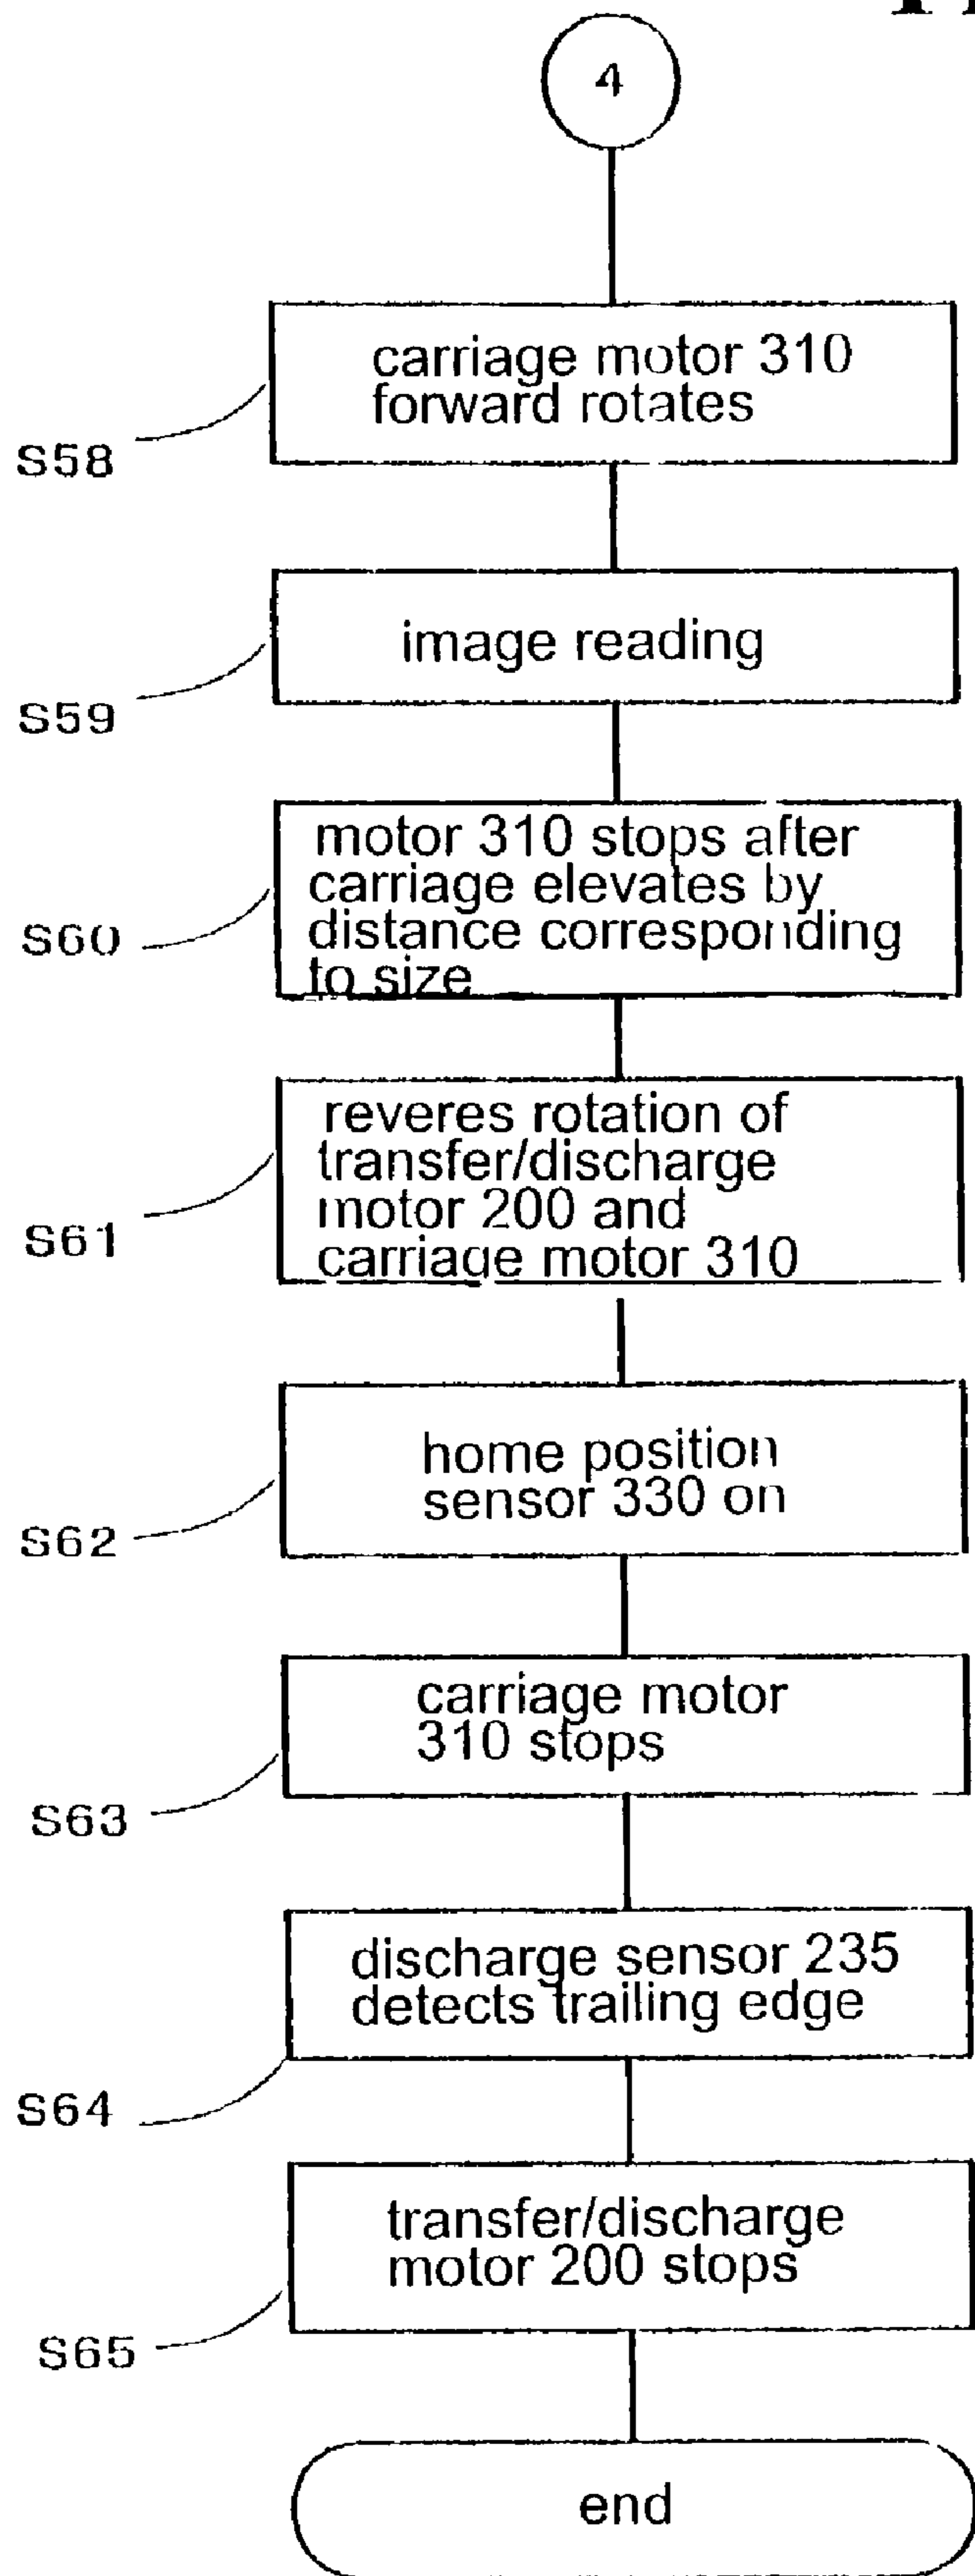 4
carriage motor 310
forward rotates
S58
image reading
S59
motor 310 stops after
carriage elevates by
distance corresponding
to size
S60
reveres rotation of
transfer/discharge
motor 200 and
carriage motor 310
S61
home position
sensor 330 on
S62
carriage motor
310 stops
S63
discharge sensor 235
detects trailing edge
S64
transfer/discharge
motor 200 stops
S65
end